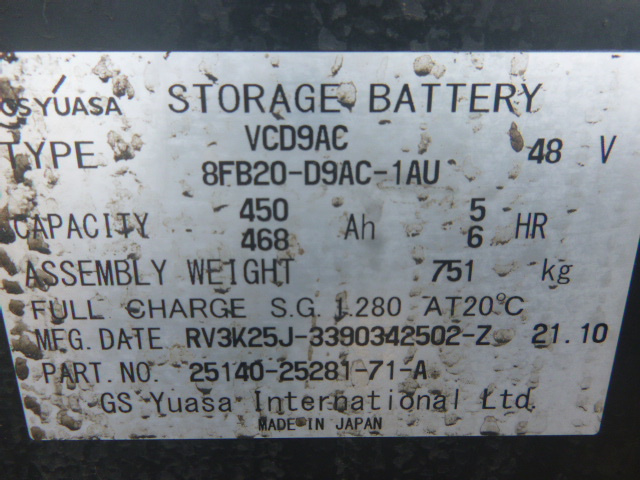 GS YUASA STORAGE BATTERY
TYPE VCD9AC 48 V
8FB20-D9AC-1AU
CAPACITY 450 Ah 5 HR
468 6
ASSEMBLY WEIGHT 751 kg
FULL CHARGE S.G. 1.280 AT 20°C
MFG. DATE RV3K25J-3390342502-Z 21.10
PART.NO. 25140-25281-71-A
GS Yuasa International Ltd.
MADE IN JAPAN